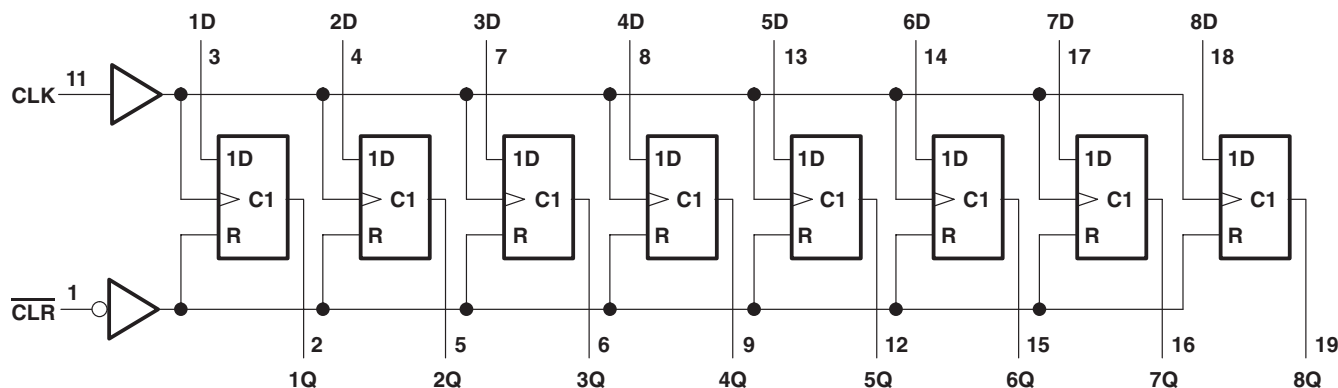 1D 2D 3D 4D 5D 6D 7D 8D
3 4 7 8 13 14 17 18
11
CLK
1D 1D 1D 1D 1D 1D 1D 1D
C1 C1 C1 C1 C1 C1 C1 C1
R R R R R R R R
1
C̅L̅R̅
2 5 6 9 12 15 16 19
1Q 2Q 3Q 4Q 5Q 6Q 7Q 8Q